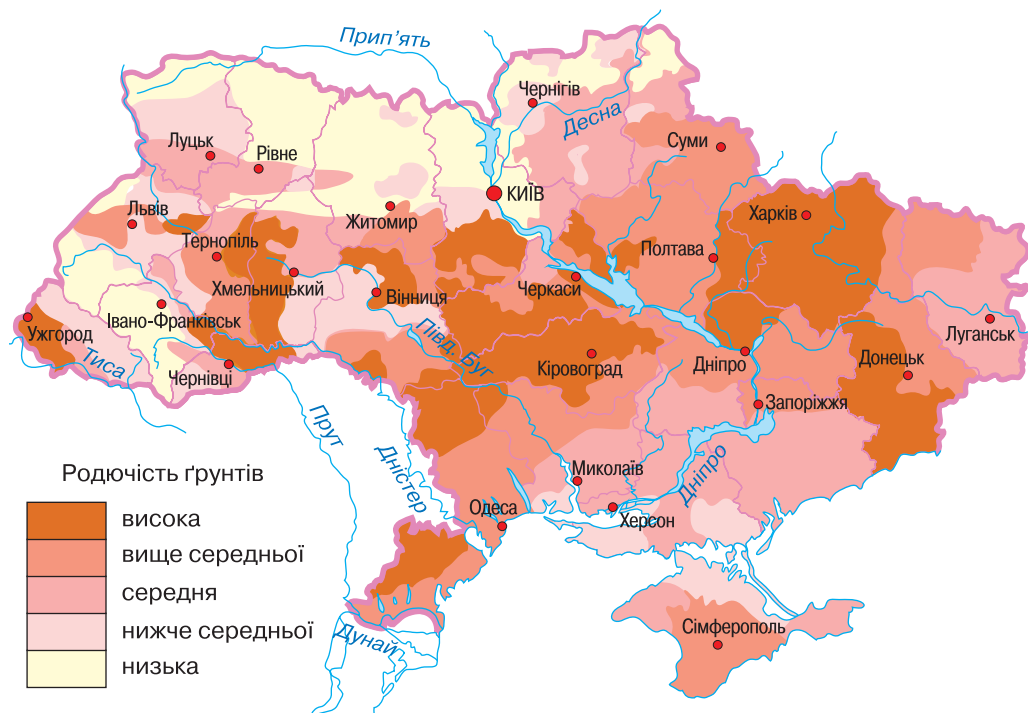 Прип'ять
Чернігів
Десна
Луцьк
Рівне
Суми
КИЇВ
Львів
Житомир
Харків
Тернопіль
Полтава
Хмельницький
Вінниця
Черкаси
Ужгород
Івано-Франківськ
Луганськ
Тиса
Чернівці
Півд. Буг
Кіровоград
Дніпро
Донецьк
Запоріжжя
Прут
Дністер
Миколаїв
Дніпро
Одеса
Херсон
Дунай
Сімферополь
Родючість ґрунтів
висока
вище середньої
середня
нижче середньої
низька